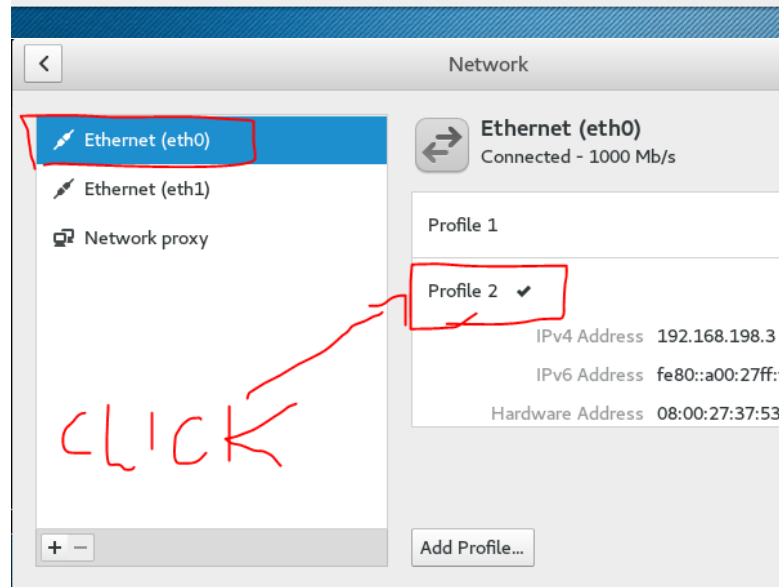 Network
Ethernet (eth0)
Ethernet (eth1)
Network proxy
Ethernet (eth0)
Connected - 1000 Mb/s
Profile 1
Profile 2 ✔
IPv4 Address 192.168.198.3
IPv6 Address fe80::a00:27ff:
Hardware Address 08:00:27:37:53
CLICK
+ −
Add Profile...